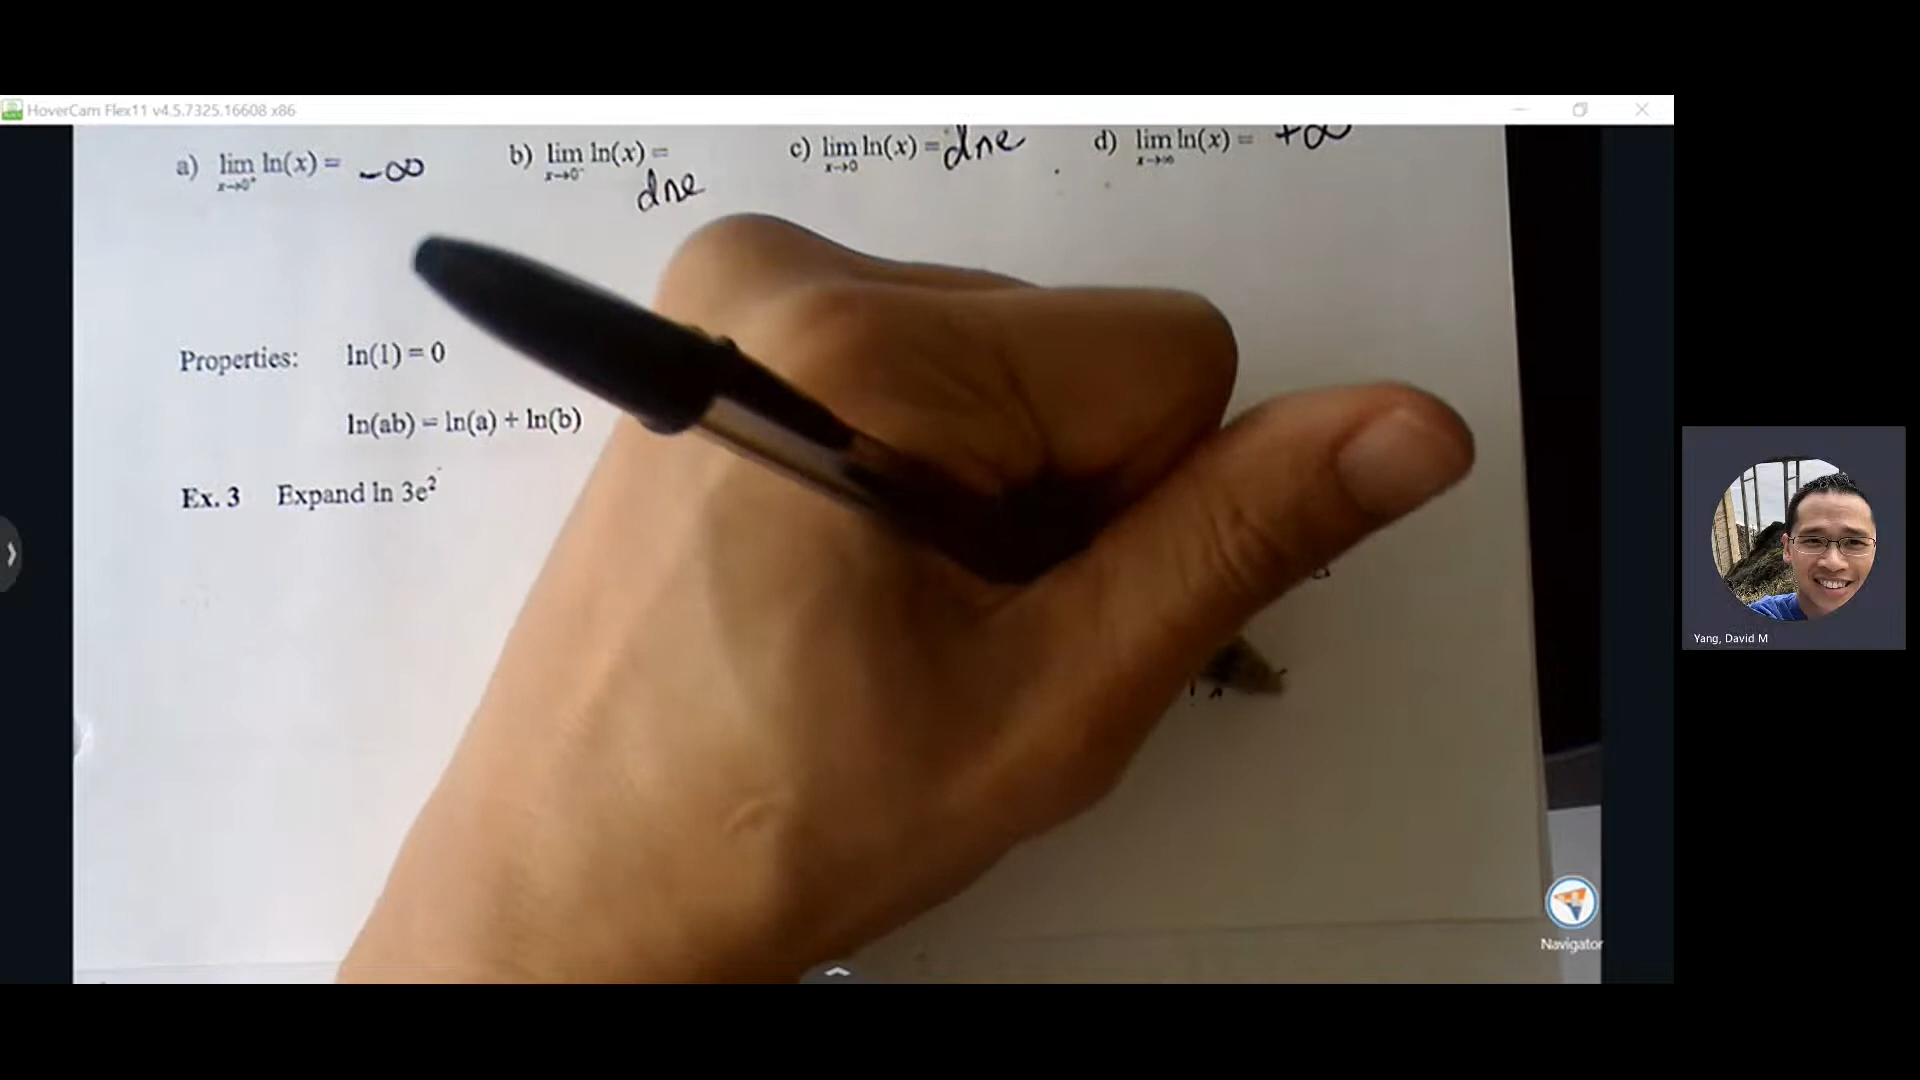 HoverCam Flex11 v4.5.7325.16608 x86
a) lim x→0⁺ ln(x) = -∞ b) lim x→0⁻ ln(x) = dne c) lim x→0 ln(x) = dne d) lim x→∞ ln(x) = +∞
Properties: ln(1) = 0
ln(ab) = ln(a) + ln(b)
Ex. 3 Expand ln 3e²
Yang, David M
Navigator